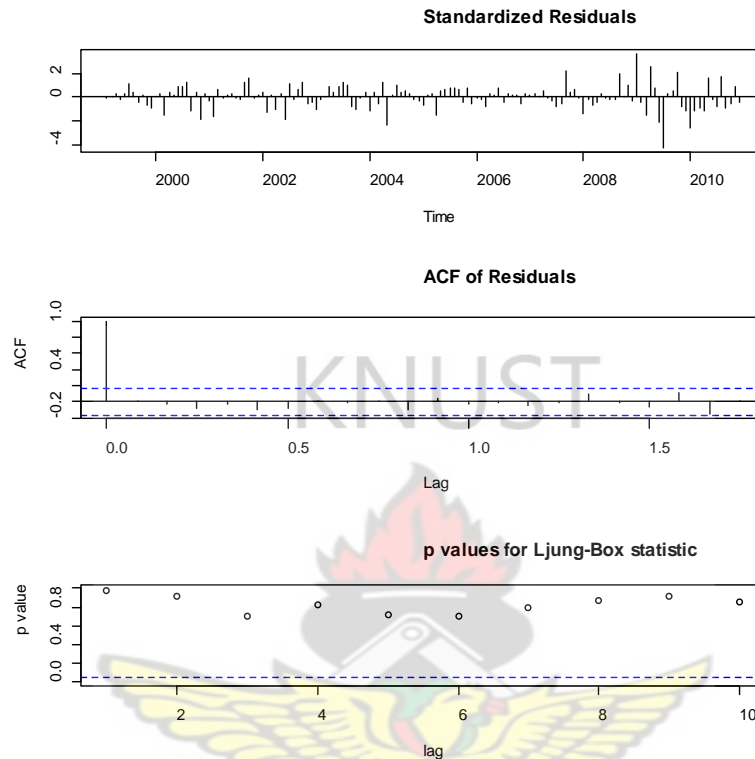 Standardized Residuals
2
0
-4
2000 2002 2004 2006 2008 2010
Time
ACF of Residuals
ACF
1.0
0.4
-0.2
KNUST
0.0 0.5 1.0 1.5
Lag
p values for Ljung-Box statistic
p value
0.8
0.4
0.0
2 4 6 8 10
lag